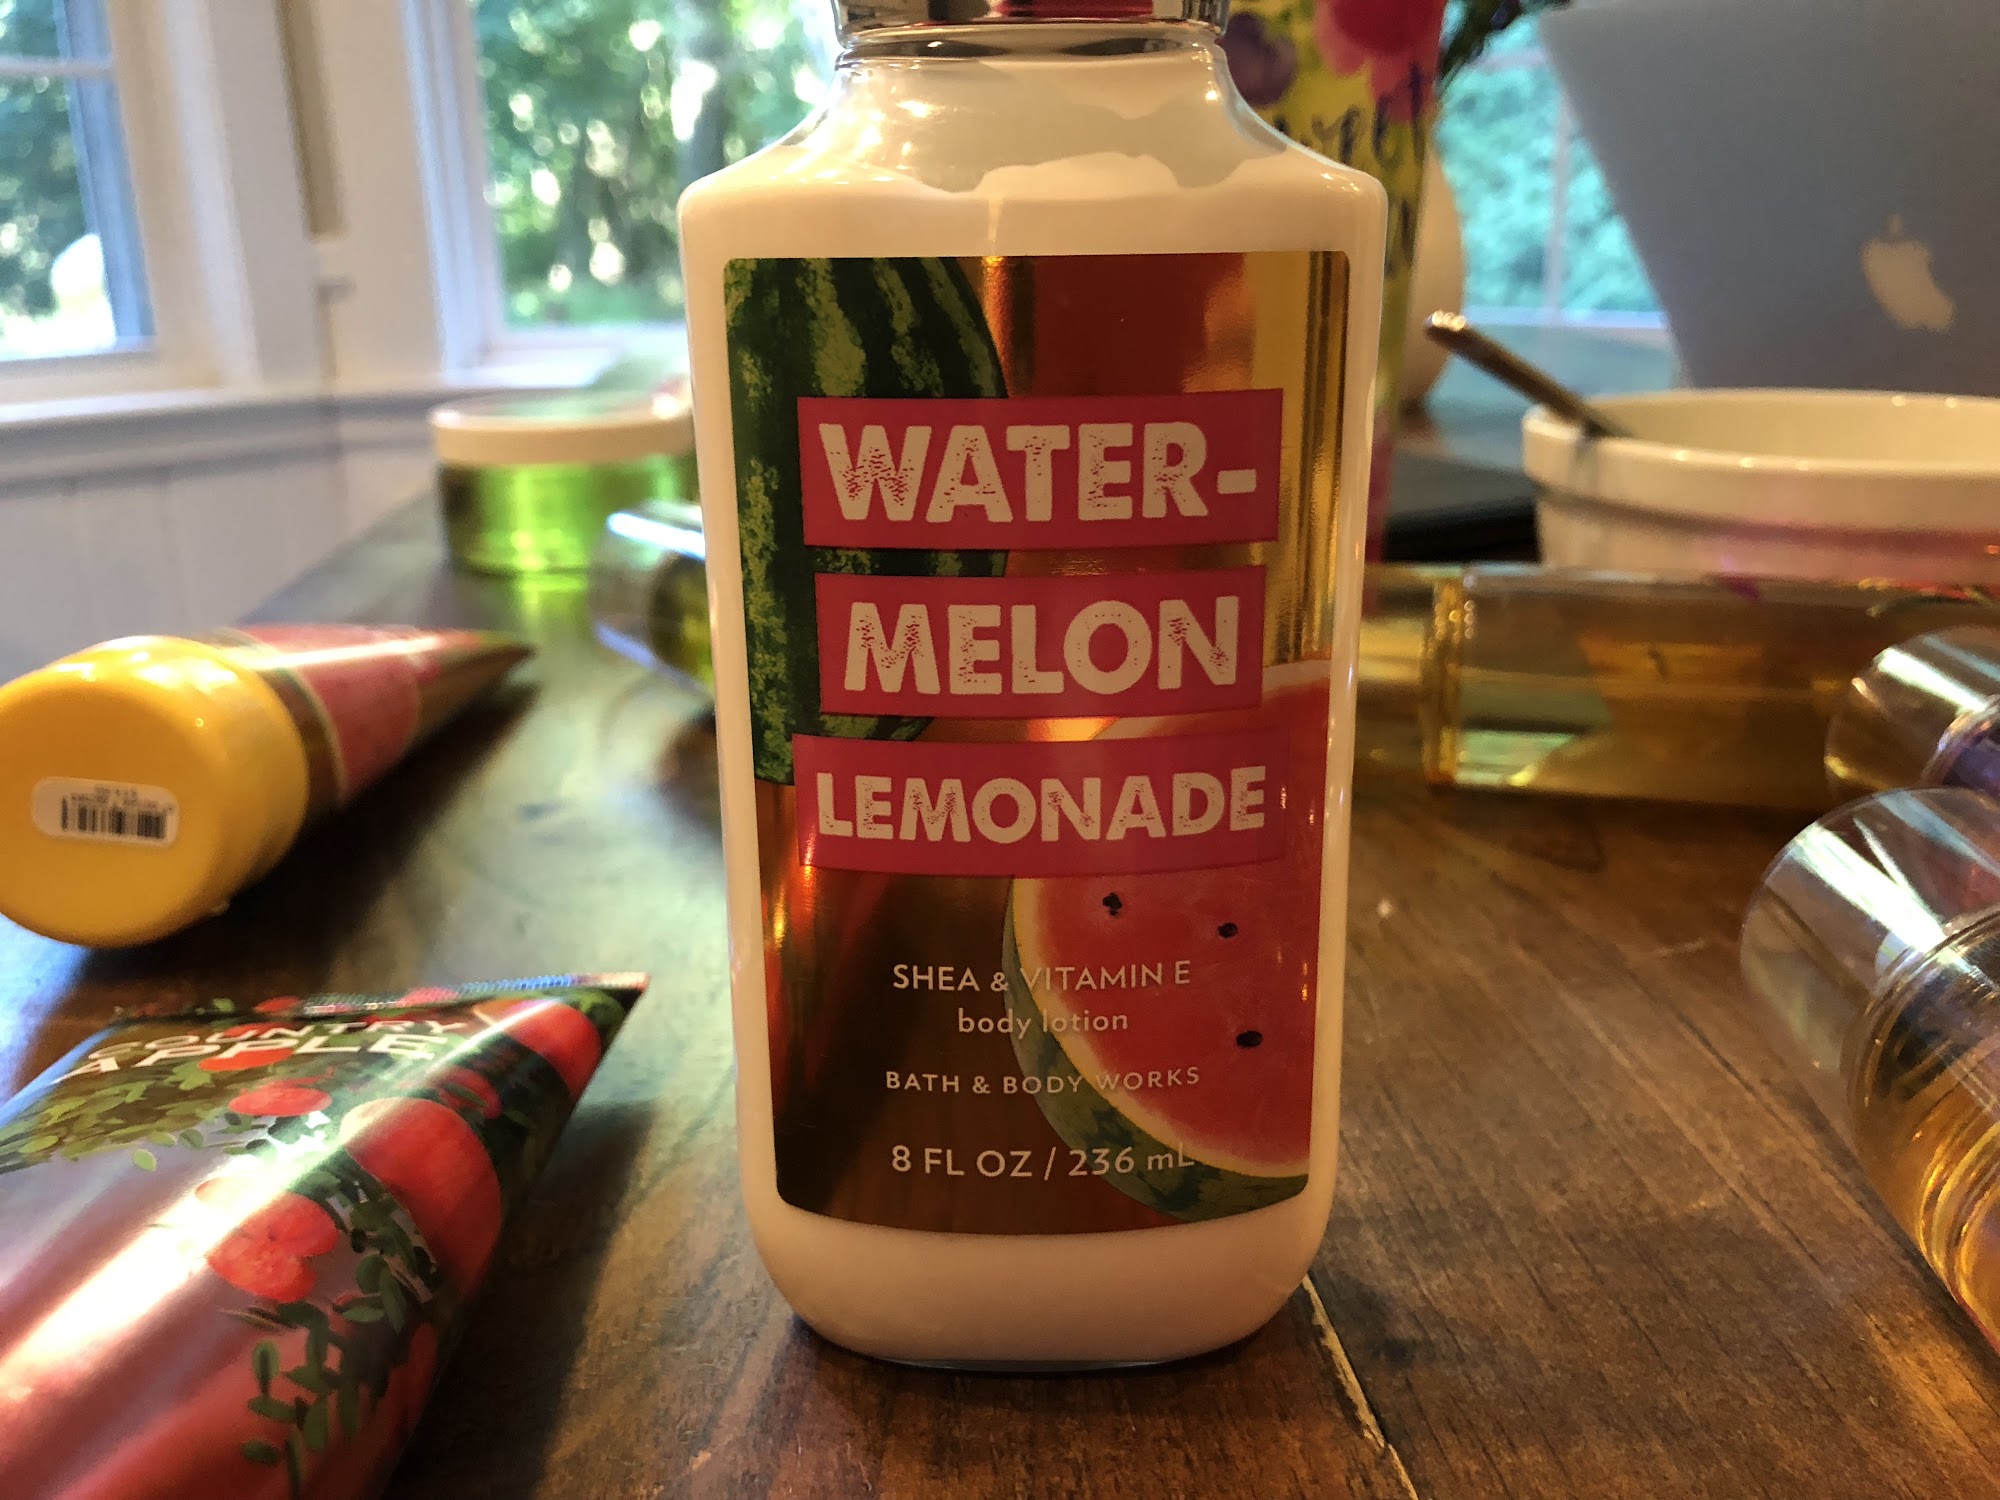 WATER-
MELON
LEMONADE
SHEA & VITAMIN E
body lotion
BATH & BODY WORKS
8 FL OZ / 236 mL
COUNTRY
APPLE